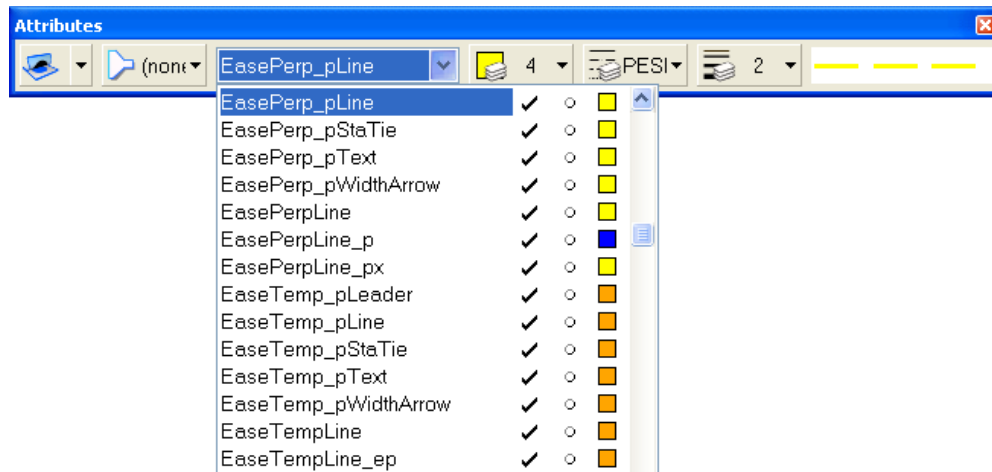 Attributes
(none EasePerp_pLine 4 PESI 2
EasePerp_pLine
EasePerp_pStaTie
EasePerp_pText
EasePerp_pWidthArrow
EasePerpLine
EasePerpLine_p
EasePerpLine_px
EaseTemp_pLeader
EaseTemp_pLine
EaseTemp_pStaTie
EaseTemp_pText
EaseTemp_pWidthArrow
EaseTempLine
EaseTempLine_ep